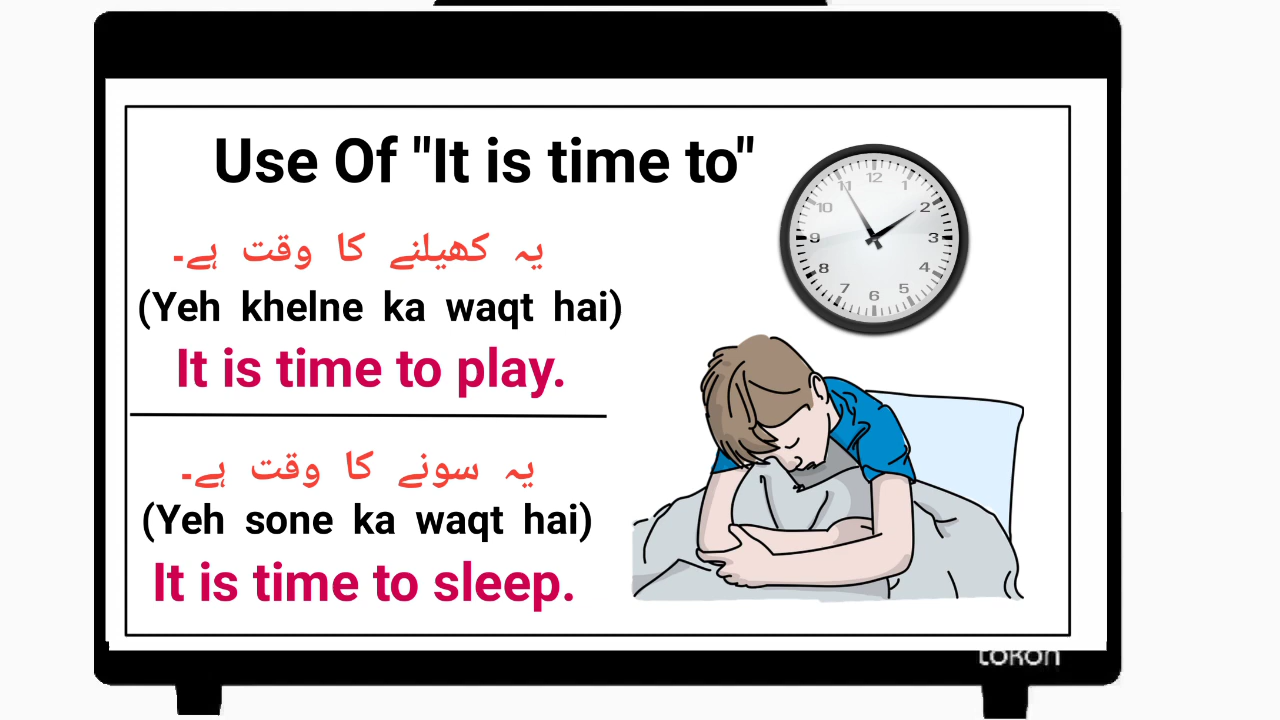 Use Of "It is time to"
یہ کھیلنے کا وقت ہے۔
(Yeh khelne ka waqt hai)
It is time to play.
یہ سونے کا وقت ہے۔
(Yeh sone ka waqt hai)
It is time to sleep.
12
1
2
3
4
5
6
7
8
9
10
11